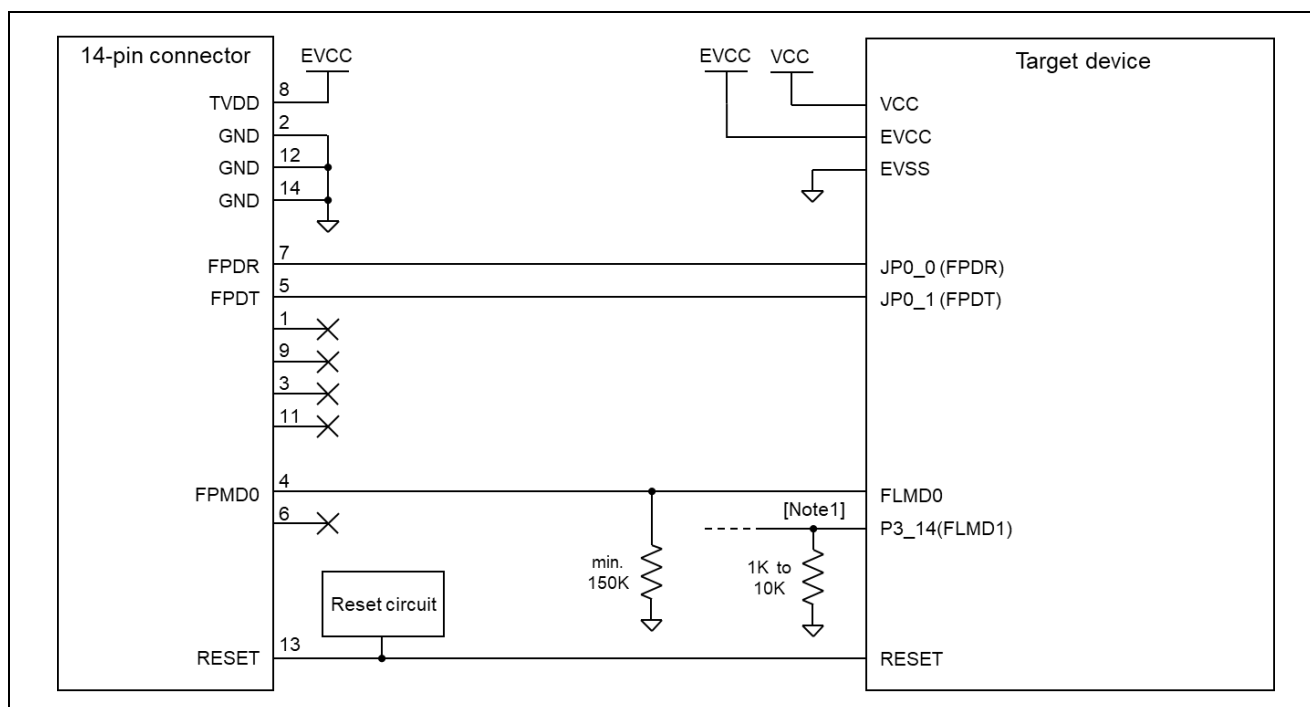 14-pin connector
EVCC
EVCC
VCC
Target device
8
TVDD
VCC
2
GND
EVCC
12
GND
EVSS
14
GND
7
FPDR
JP0_0 (FPDR)
5
FPDT
JP0_1 (FPDT)
1
9
3
11
4
FPMD0
FLMD0
6
[Note1]
P3_14(FLMD1)
min.
150K
1K to
10K
Reset circuit
13
RESET
RESET